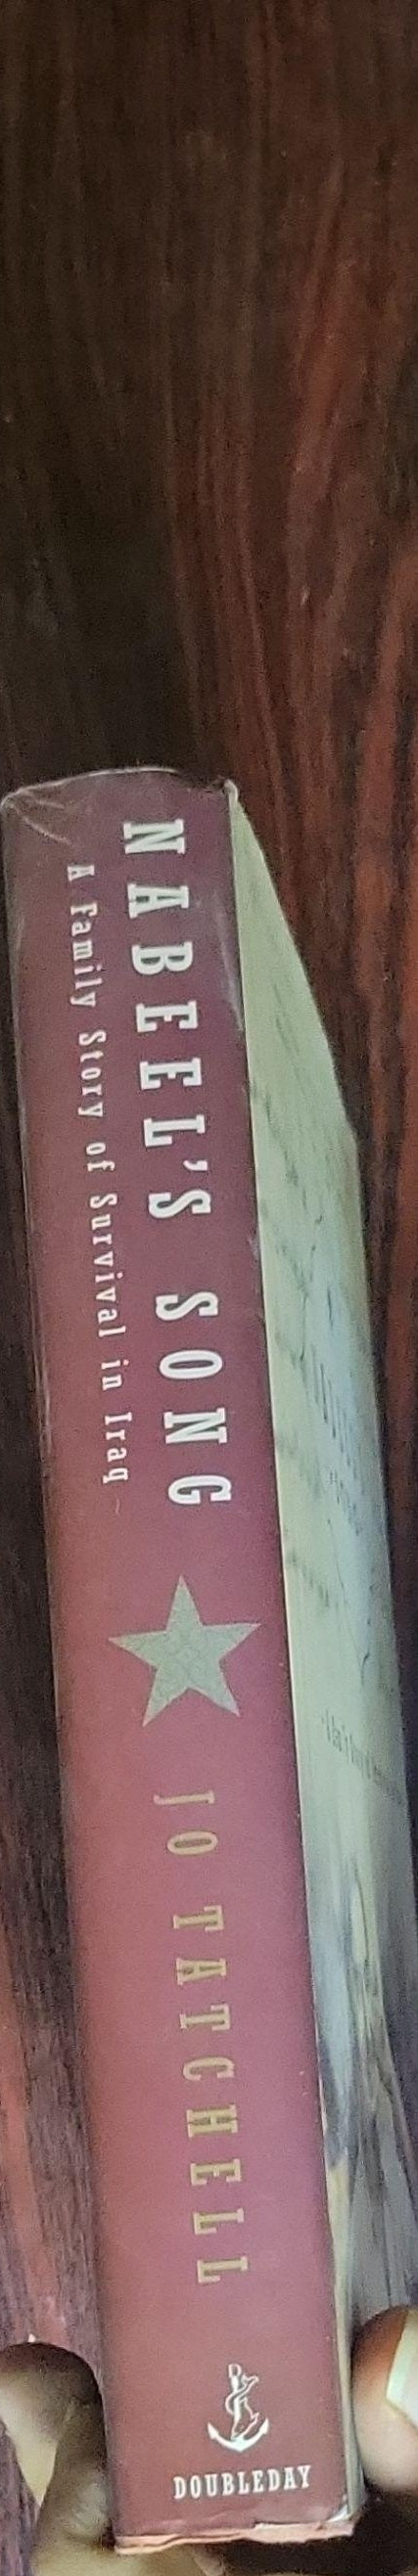 NABEEL'S SONG
A Family Story of Survival in Iraq
JO TATCHELL
DOUBLEDAY